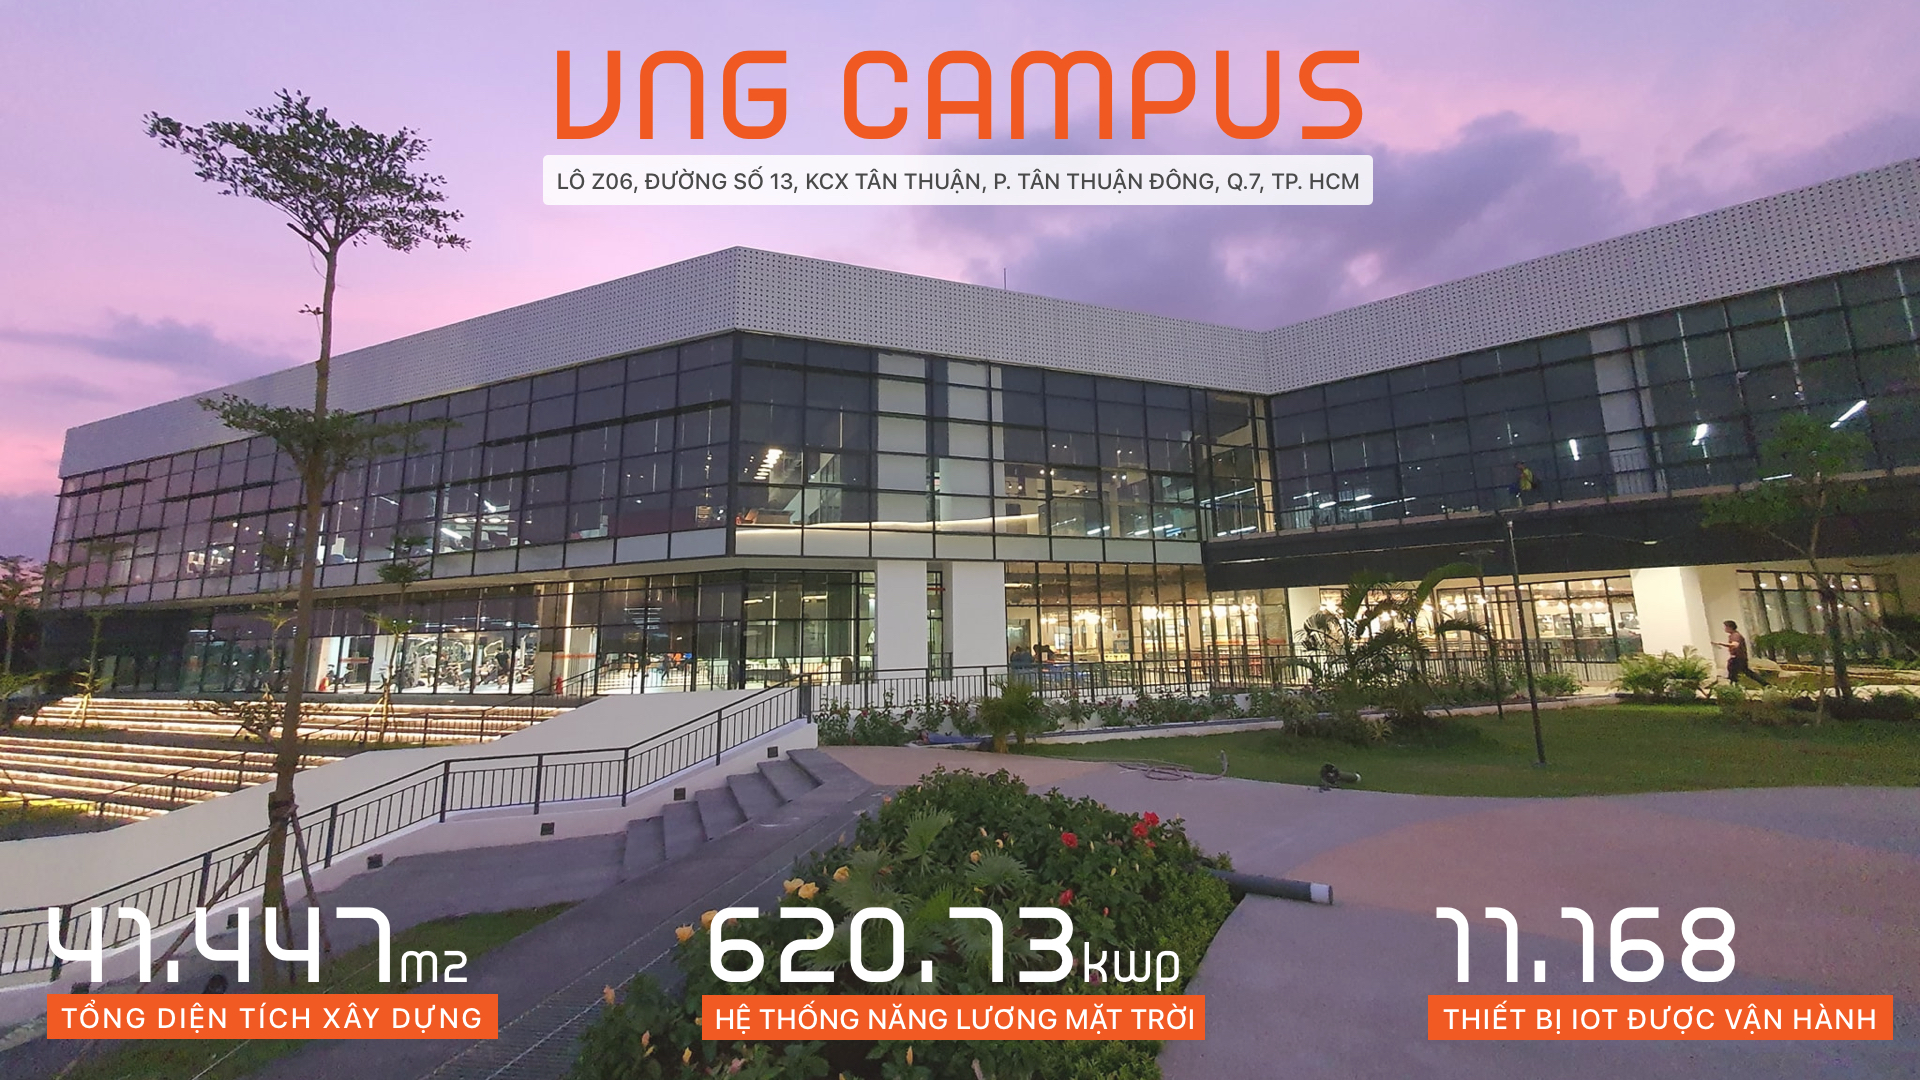 VNG CAMPUS
LÔ Z06, ĐƯỜNG SỐ 13, KCX TÂN THUẬN, P. TÂN THUẬN ĐÔNG, Q.7, TP. HCM
41.447m2
TỔNG DIỆN TÍCH XÂY DỰNG
620.73kwp
HỆ THỐNG NĂNG LƯƠNG MẶT TRỜI
11.168
THIẾT BỊ IOT ĐƯỢC VẬN HÀNH